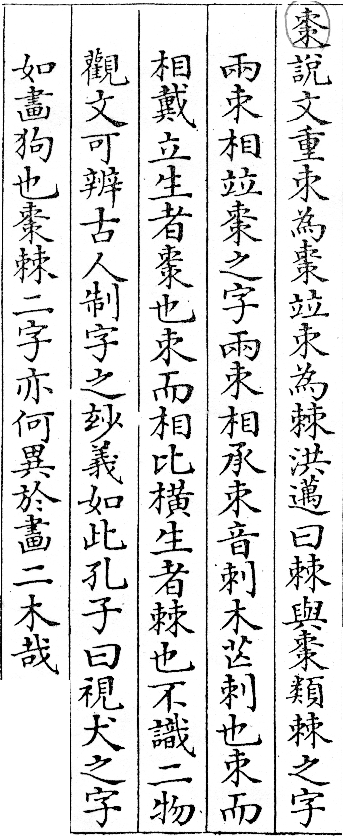 棗說文重朿為棗竝朿為棘洪邁曰棘與棗類棘之字
兩朿相竝棗之字兩朿相承朿音刺木芒刺也朿而
相戴立生者棗也朿而相比橫生者棘也不識二物
觀文可辨古人制字之玅義如此孔子曰視犬之字
如畵狗也棗棘二字亦何異於畵二木哉